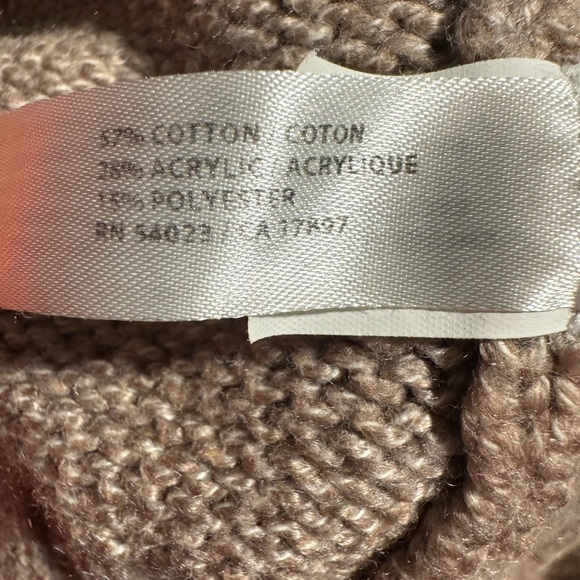 57% COTTON / COTON
28% ACRYLIC / ACRYLIQUE
15% POLYESTER
RN 54023 / CA 17897